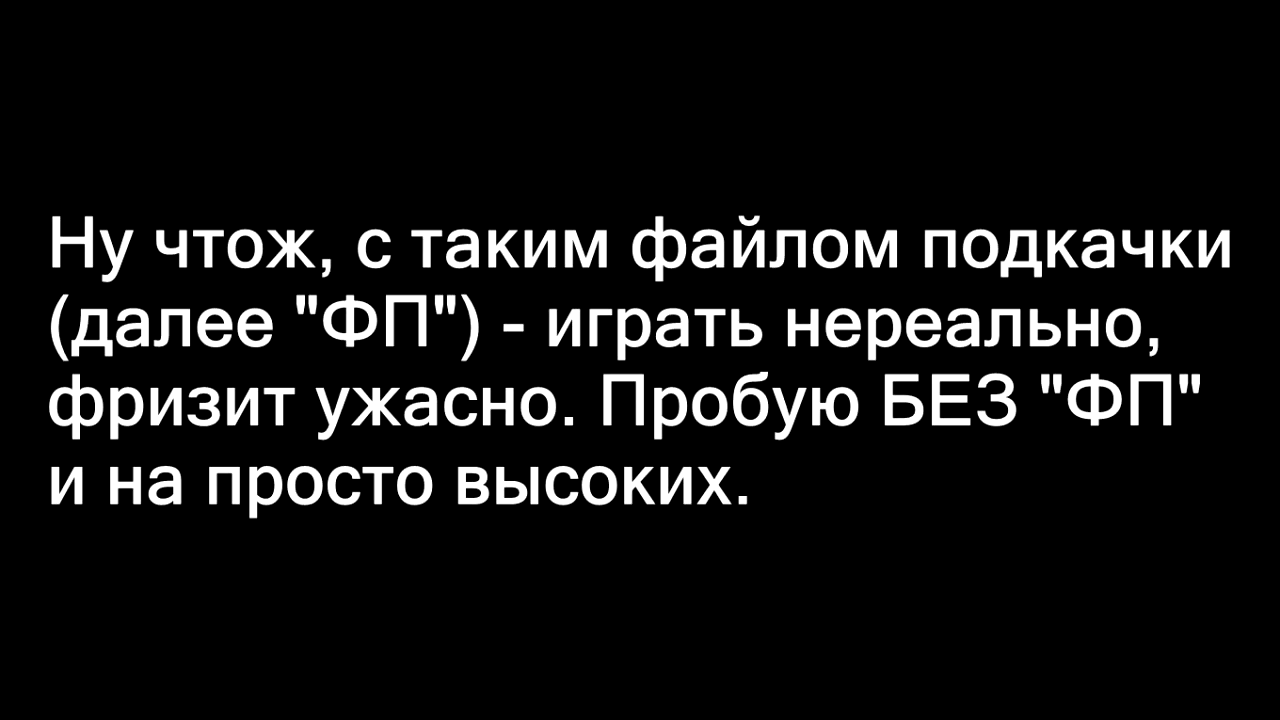 Ну чтож, с таким файлом подкачки
(далее "ФП") - играть нереально,
фризит ужасно. Пробую БЕЗ "ФП"
и на просто высоких.